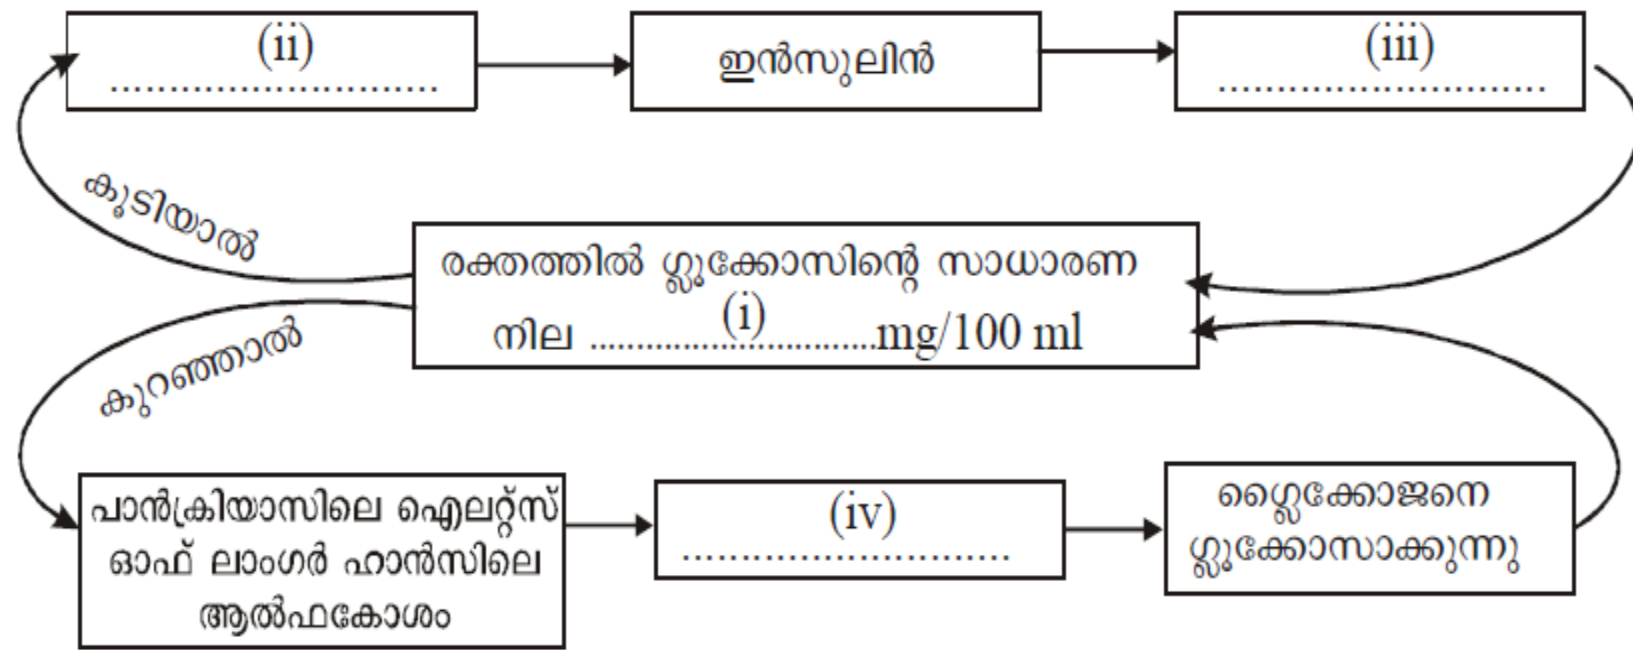 (ii)
............................
ഇൻസുലിൻ
(iii)
............................
കൂടിയാൽ
രക്തത്തിൽ ഗ്ലൂക്കോസിന്റെ സാധാരണ
നില ............(i)............mg/100 ml
കുറഞ്ഞാൽ
പാൻക്രിയാസിലെ ഐലറ്റ്സ്
ഓഫ് ലാംഗർ ഹാൻസിലെ
ആൽഫകോശം
(iv)
............................
ഗ്ലൈക്കോജനെ
ഗ്ലൂക്കോസാക്കുന്നു